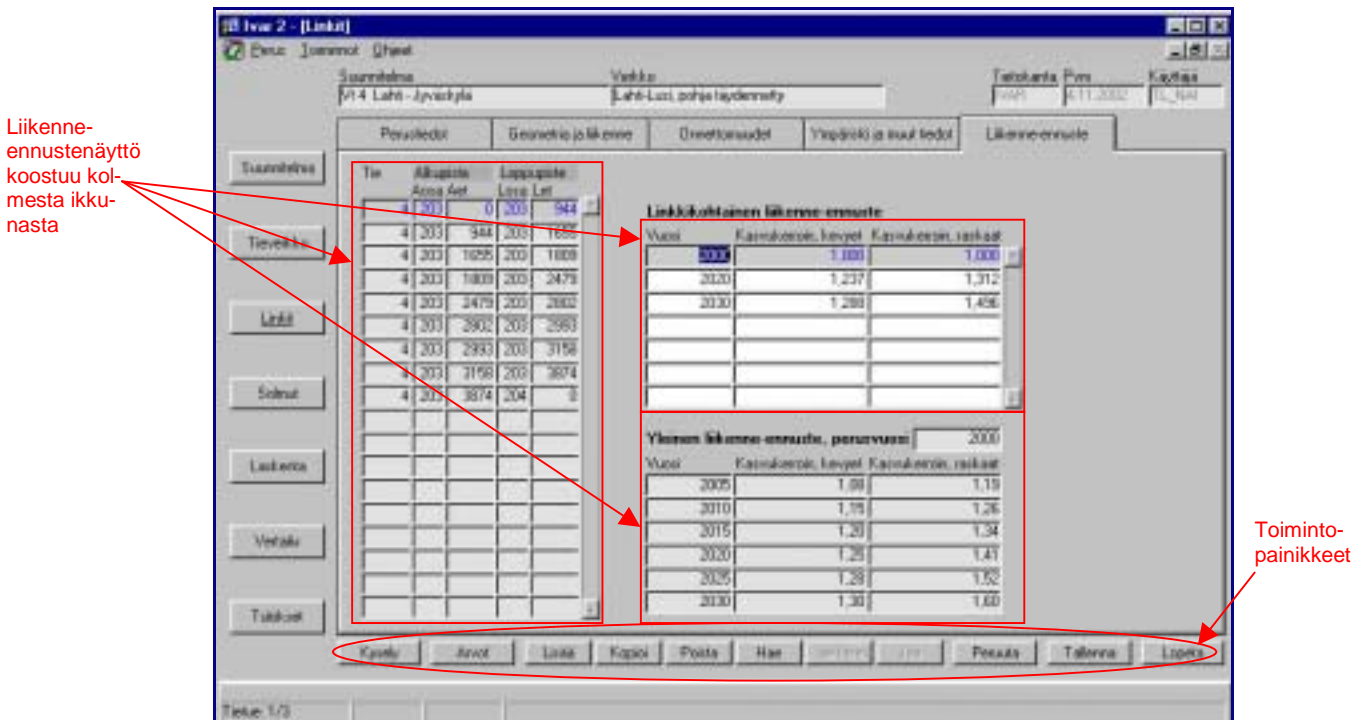 Ivar 2 - [Linkit]
Perus Toiminnot Ohjeet
Suunnitelma Verkko Tietokanta Pvm Käyttäjä
Vt 4 Lahti - Jyväskylä Lahti-Lusi, pohja täydennetty IVAR 4.11.2002
Perustiedot Geometria ja liikenne Onnettomuudet Ympäristö ja muut tiedot Liikenne-ennuste
Liikenne-
ennustenäyttö
koostuu kol-
mesta ikku-
nasta
Suunnitelma
Tieverkko
Linkit
Solmut
Laskenta
Vertailu
Tulokset
Tie Alkupiste Loppupiste
Aosa Aet Losa Let
4 203 0 203 944
4 203 944 203 1695
4 203 1695 203 1809
4 203 1809 203 2479
4 203 2479 203 2802
4 203 2802 203 2993
4 203 2993 203 3158
4 203 3158 203 3874
4 203 3874 204 0
Linkkikohtainen liikenne-ennuste
Vuosi Kasvukerroin, kevyet Kasvukerroin, raskaat
2000 1,000 1,000
2020 1,237 1,312
2030 1,288 1,496
Yleinen liikenne-ennuste, perusvuosi 2000
Vuosi Kasvukerroin, kevyet Kasvukerroin, raskaat
2005 1,08 1,19
2010 1,15 1,26
2015 1,20 1,34
2020 1,25 1,41
2025 1,28 1,52
2030 1,30 1,60
Toiminto-
painikkeet
Kysely Arvot Lisää Kopioi Poista Hae Peruuta Tallenna Lopeta
Tietue 1/3